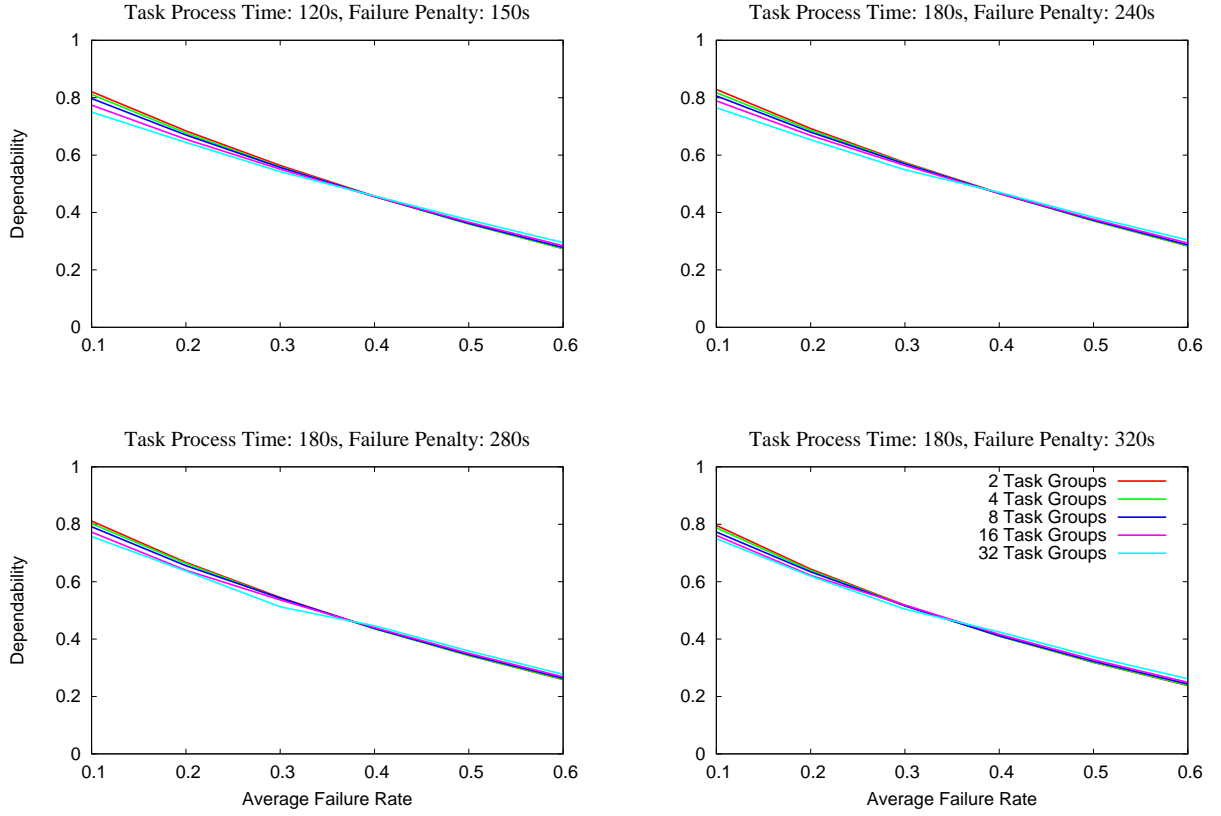 Task Process Time: 120s, Failure Penalty: 150s
1
0.8
0.6
0.4
0.2
0
Dependability
0.1 0.2 0.3 0.4 0.5 0.6
Task Process Time: 180s, Failure Penalty: 240s
1
0.8
0.6
0.4
0.2
0
0.1 0.2 0.3 0.4 0.5 0.6
Task Process Time: 180s, Failure Penalty: 280s
1
0.8
0.6
0.4
0.2
0
Dependability
0.1 0.2 0.3 0.4 0.5 0.6
Average Failure Rate
Task Process Time: 180s, Failure Penalty: 320s
1
0.8
0.6
0.4
0.2
0
2 Task Groups
4 Task Groups
8 Task Groups
16 Task Groups
32 Task Groups
0.1 0.2 0.3 0.4 0.5 0.6
Average Failure Rate